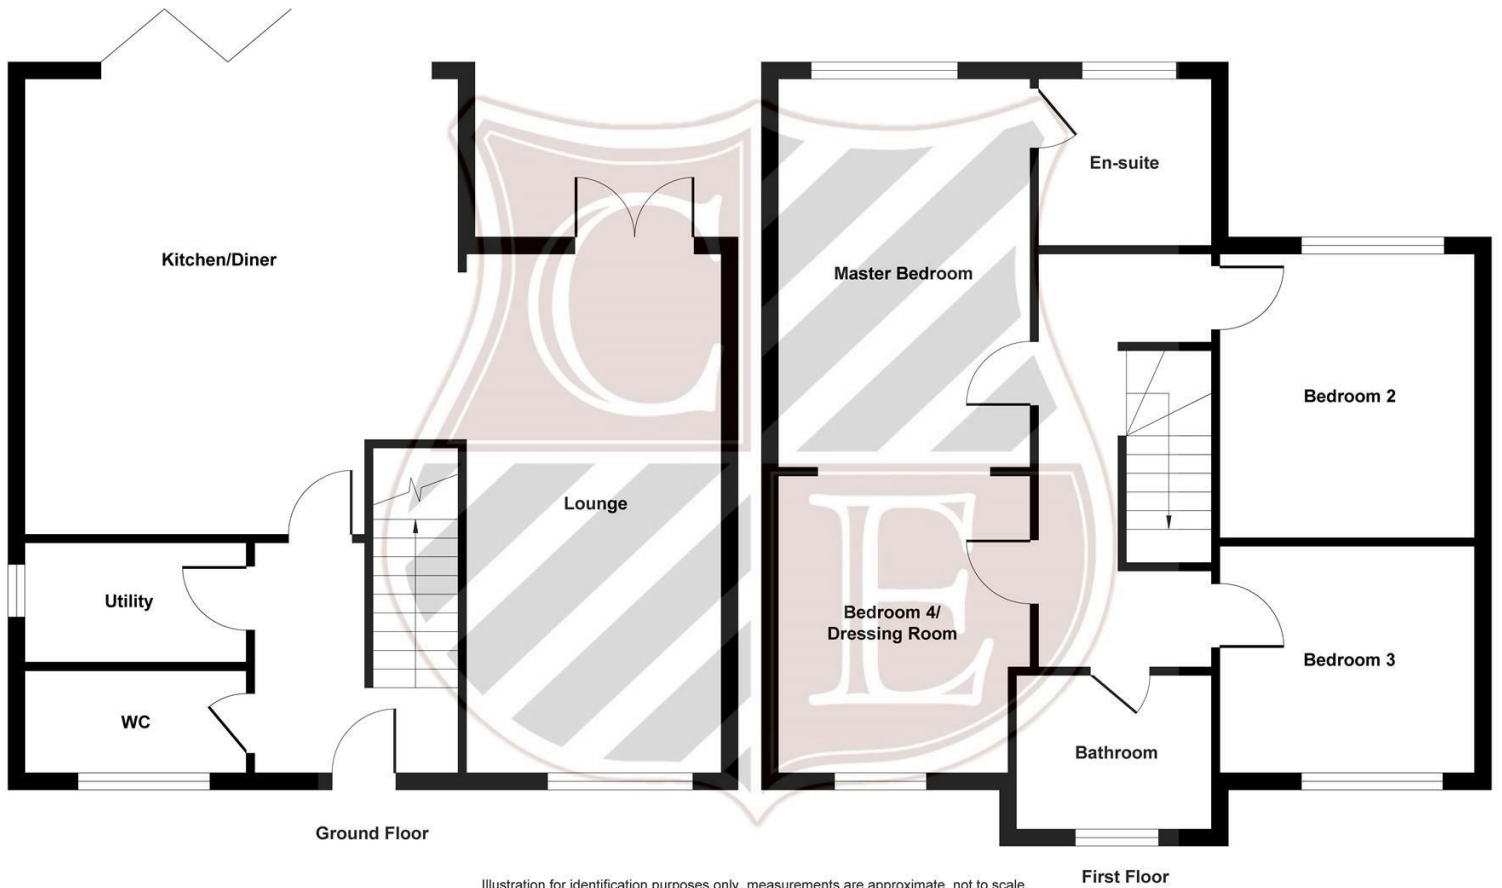 Kitchen/Diner
Utility
WC
Lounge
Ground Floor
Master Bedroom
En-suite
Bedroom 2
Bedroom 4/
Dressing Room
Bedroom 3
Bathroom
First Floor
C
E
Illustration for identification purposes only, measurements are approximate, not to scale.